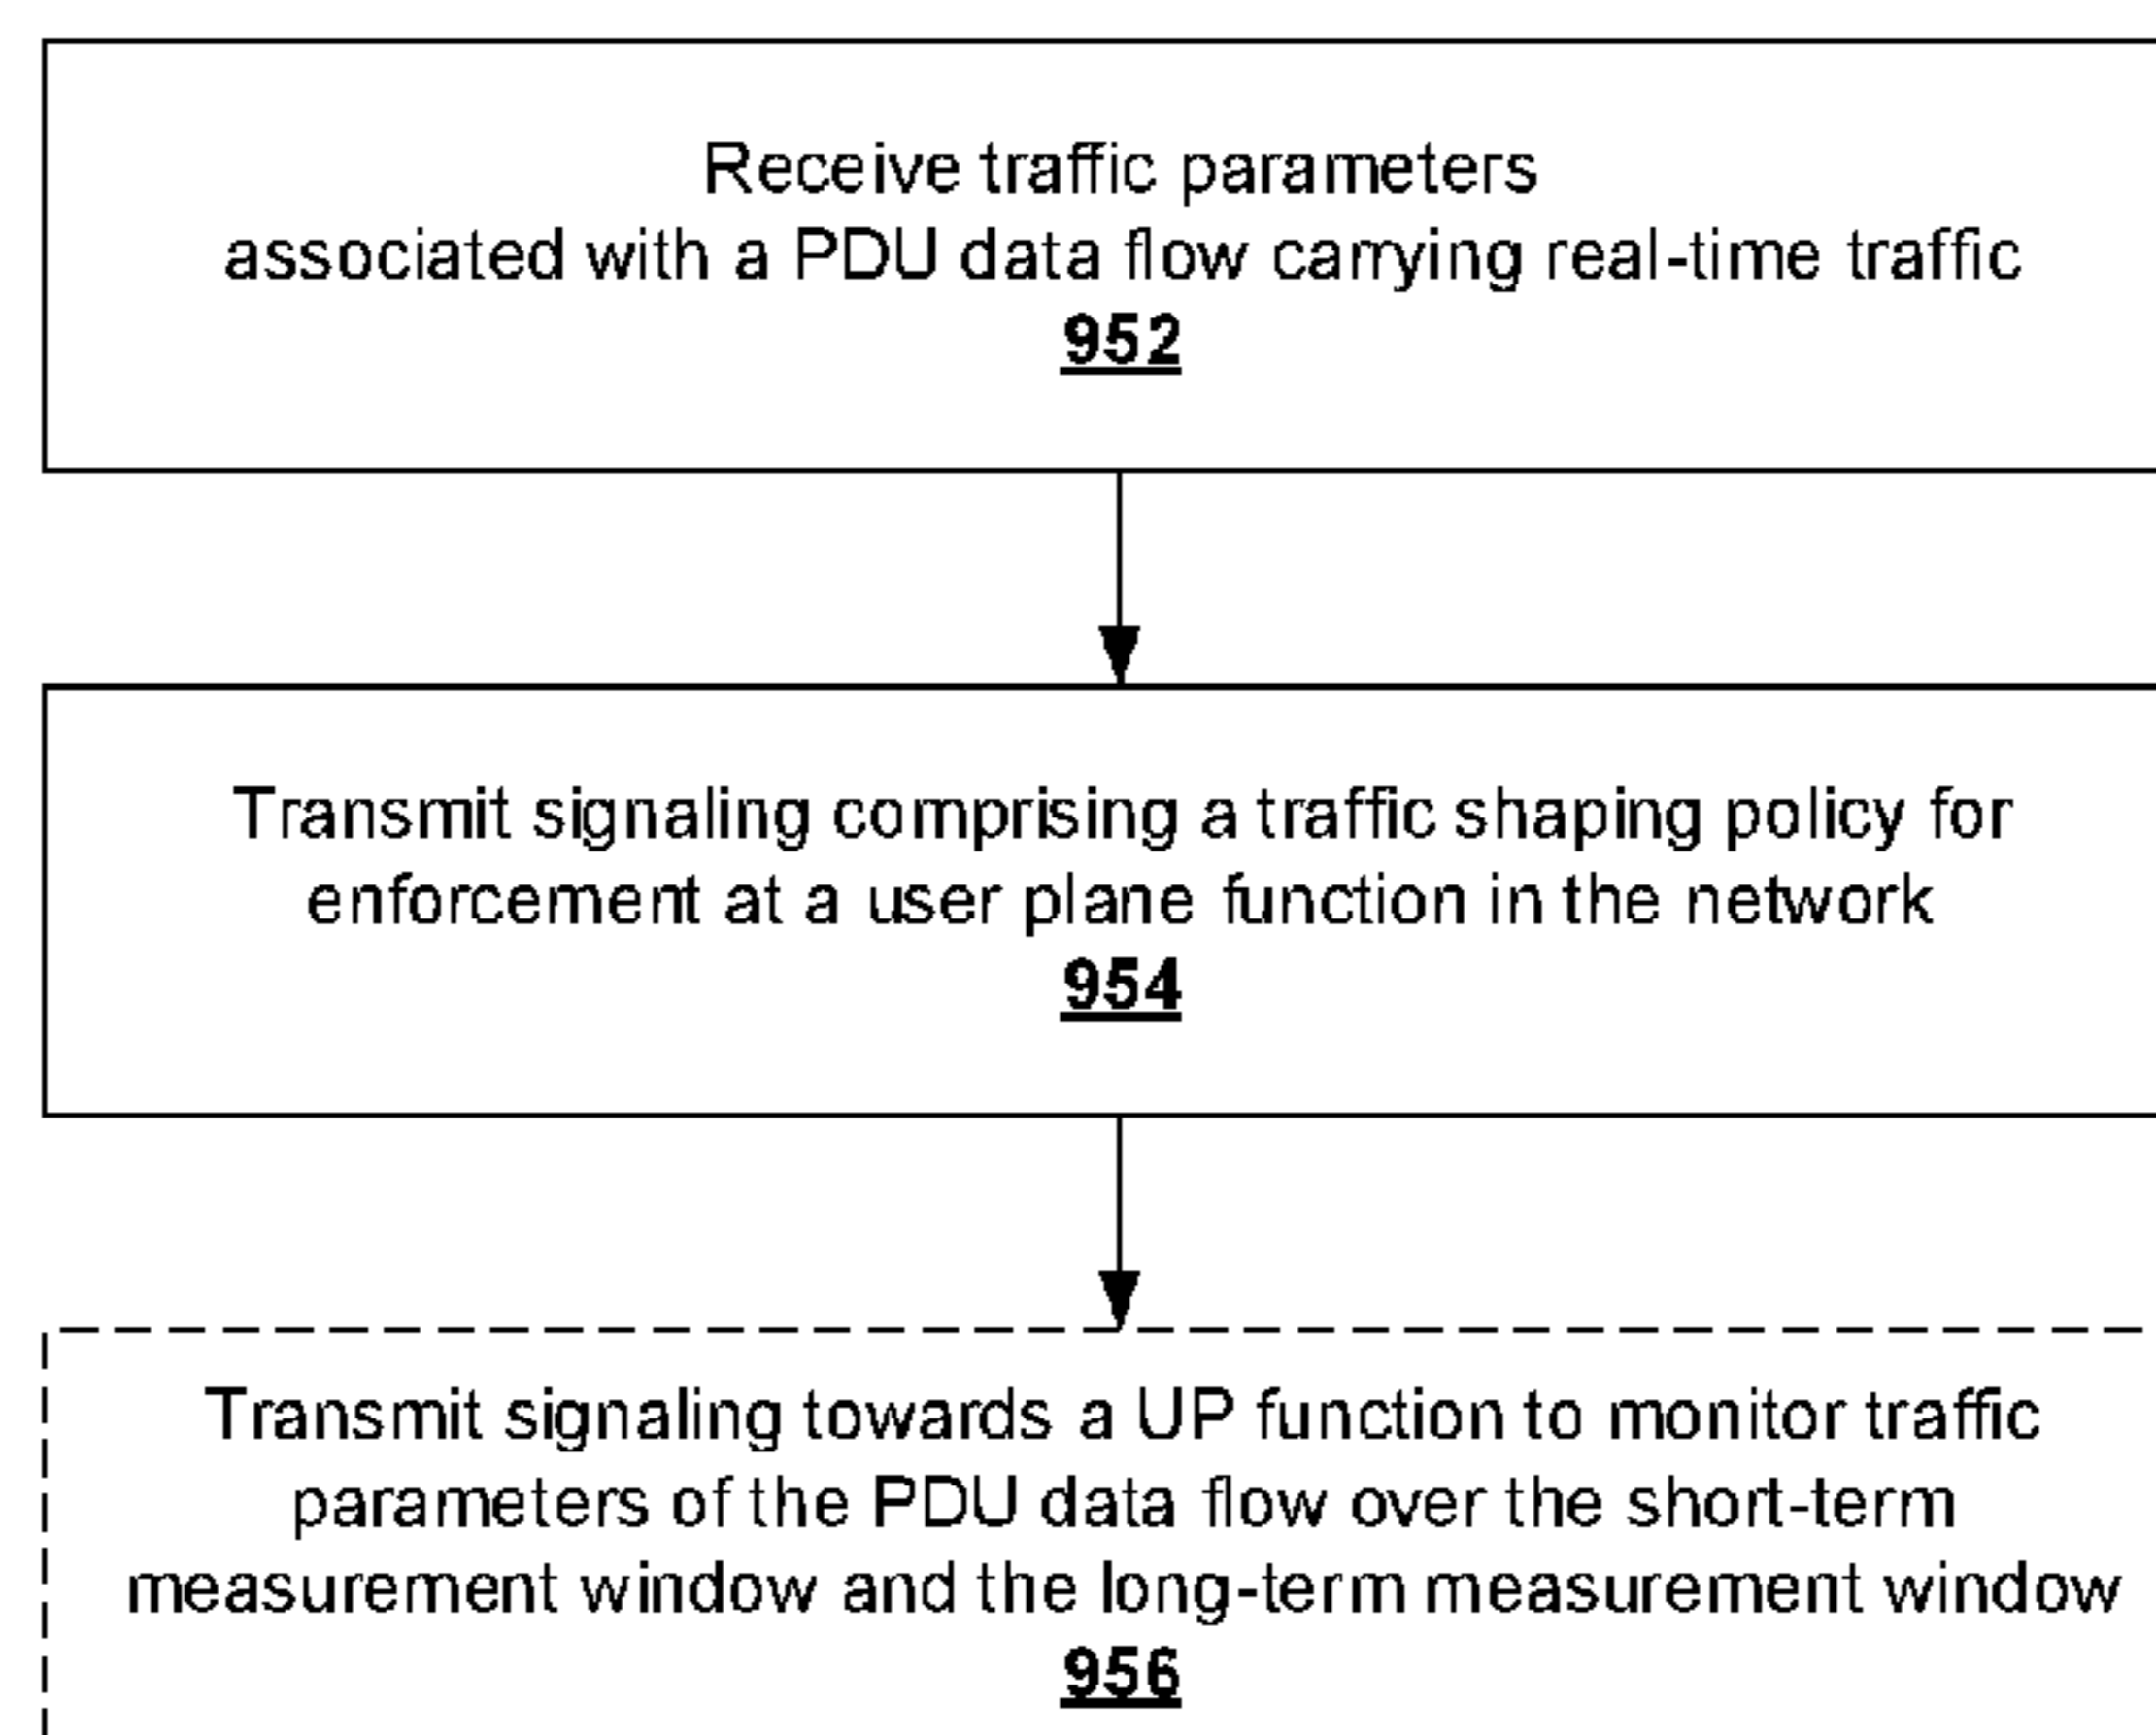 Receive traffic parameters
associated with a PDU data flow carrying real-time traffic
952
Transmit signaling comprising a traffic shaping policy for
enforcement at a user plane function in the network
954
Transmit signaling towards a UP function to monitor traffic
parameters of the PDU data flow over the short-term
measurement window and the long-term measurement window
956